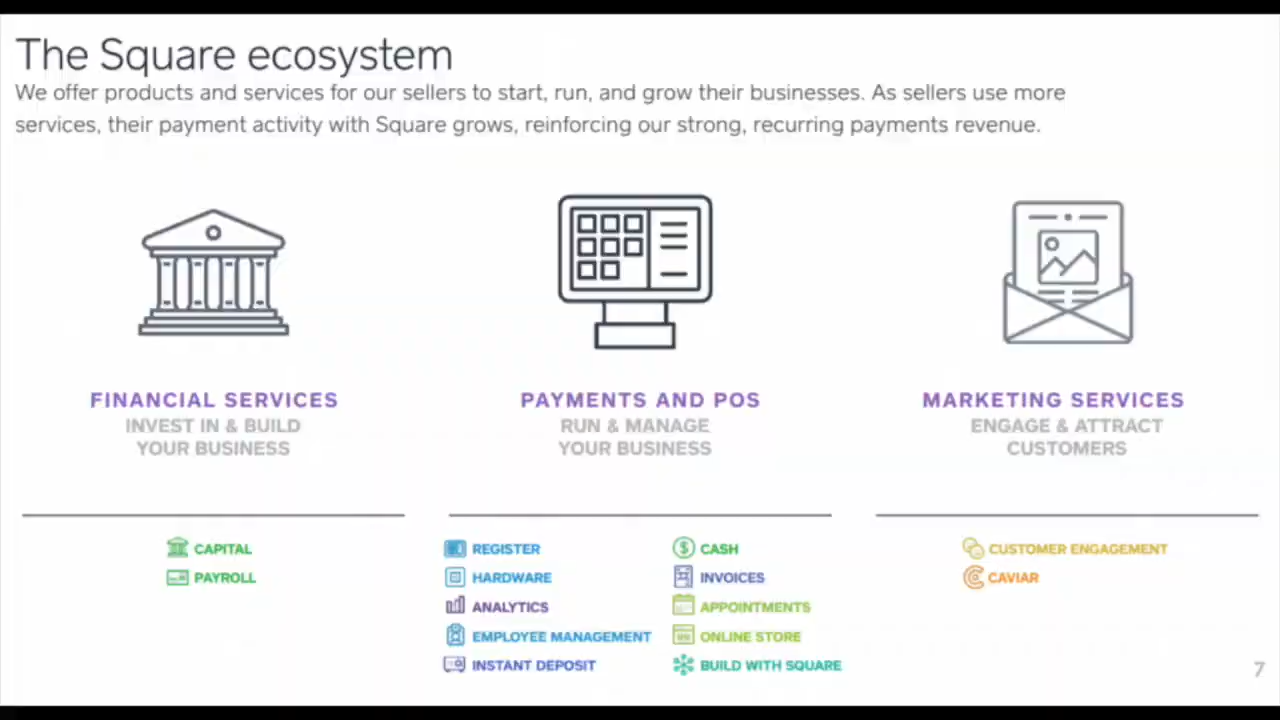 The Square ecosystem
We offer products and services for our sellers to start, run, and grow their businesses. As sellers use more
services, their payment activity with Square grows, reinforcing our strong, recurring payments revenue.
FINANCIAL SERVICES
INVEST IN & BUILD
YOUR BUSINESS
PAYMENTS AND POS
RUN & MANAGE
YOUR BUSINESS
MARKETING SERVICES
ENGAGE & ATTRACT
CUSTOMERS
CAPITAL
PAYROLL
REGISTER
HARDWARE
ANALYTICS
EMPLOYEE MANAGEMENT
INSTANT DEPOSIT
CASH
INVOICES
APPOINTMENTS
ONLINE STORE
BUILD WITH SQUARE
CUSTOMER ENGAGEMENT
CAVIAR
7